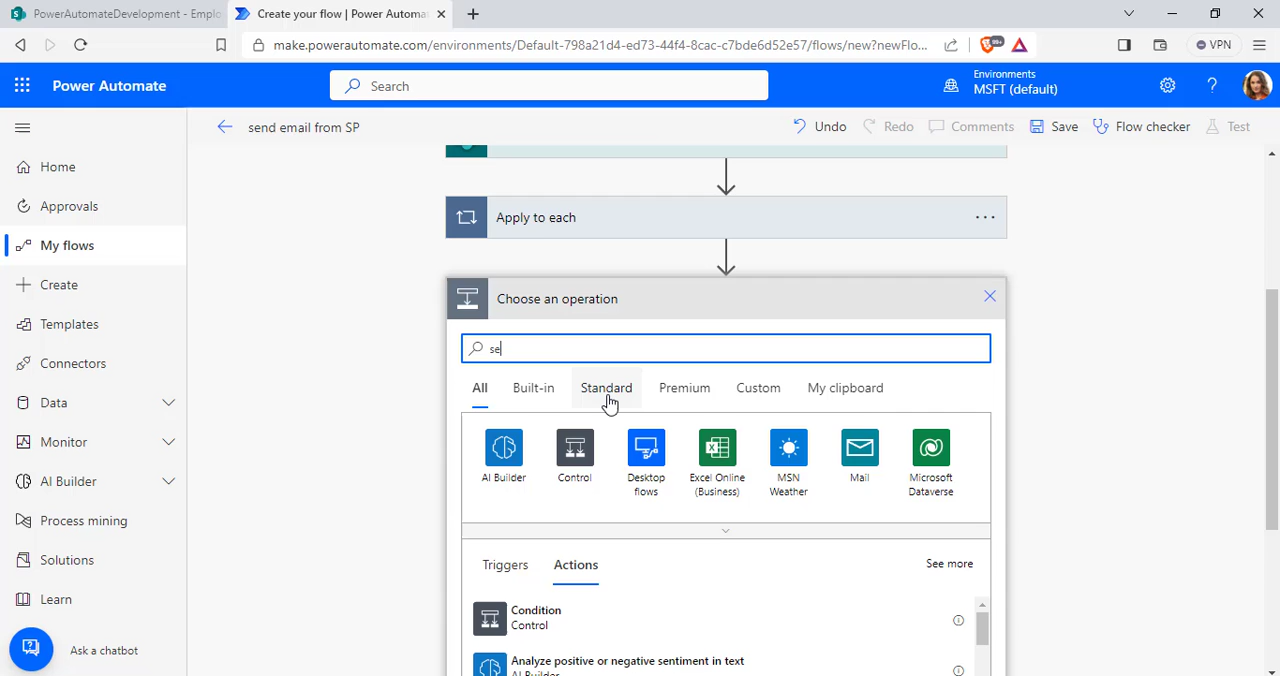 PowerAutomateDevelopment - Emplo
Create your flow | Power Automa
make.powerautomate.com/environments/Default-798a21d4-ed73-44f4-8cac-c7bde6d52e57/flows/new?newFlo...
99+
VPN
Power Automate
Search
Environments
MSFT (default)
send email from SP
Undo
Redo
Comments
Save
Flow checker
Test
Home
Approvals
My flows
Create
Templates
Connectors
Data
Monitor
AI Builder
Process mining
Solutions
Learn
Ask a chatbot
Apply to each
Choose an operation
se
All
Built-in
Standard
Premium
Custom
My clipboard
AI Builder
Control
Desktop
flows
Excel Online
(Business)
MSN
Weather
Mail
Microsoft
Dataverse
Triggers
Actions
See more
Condition
Control
Analyze positive or negative sentiment in text
AI Builder